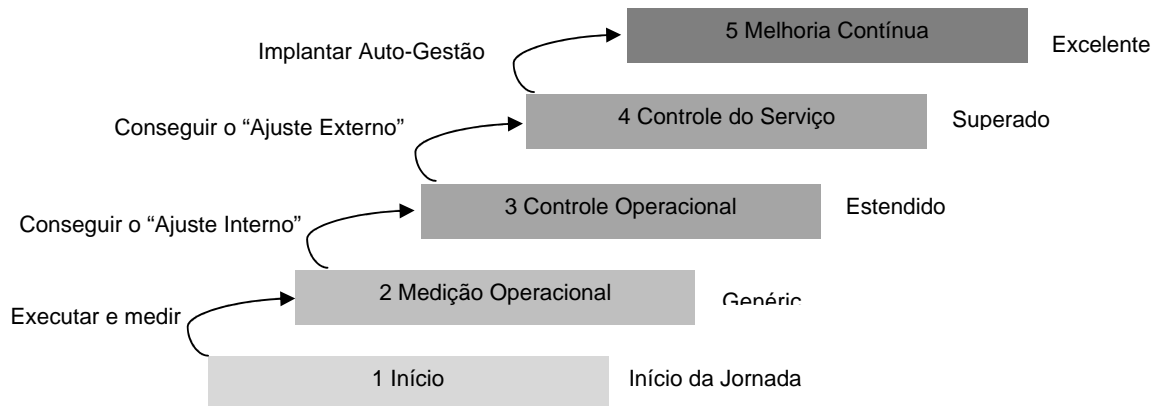 5 Melhoria Contínua
Excelente
Implantar Auto-Gestão
4 Controle do Serviço
Superado
Conseguir o “Ajuste Externo”
3 Controle Operacional
Estendido
Conseguir o “Ajuste Interno”
2 Medição Operacional
Genéric
Executar e medir
1 Início
Início da Jornada